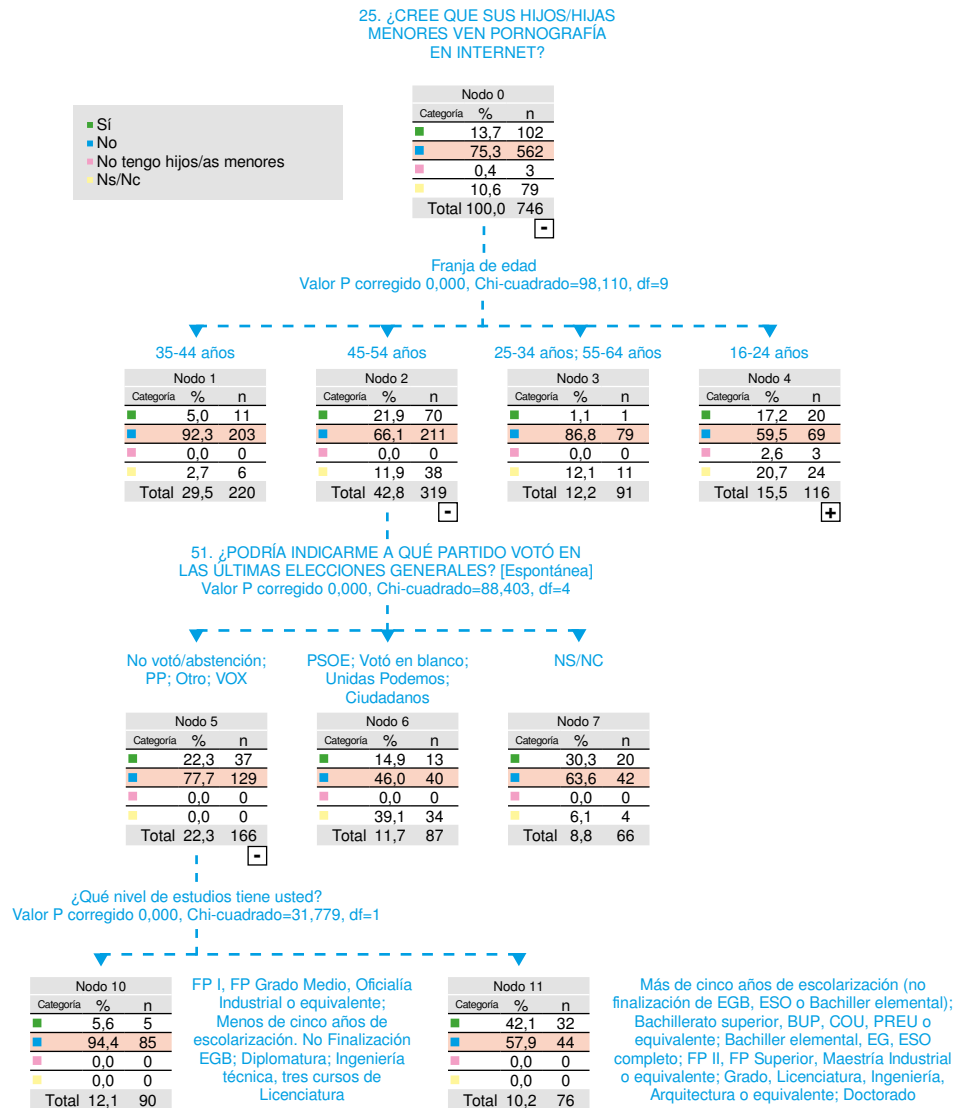 25. ¿CREE QUE SUS HIJOS/HIJAS
MENORES VEN PORNOGRAFÍA
EN INTERNET?
Sí
No
No tengo hijos/as menores
Ns/Nc
Nodo 0
Categoría % n
13,7 102
75,3 562
0,4 3
10,6 79
Total 100,0 746
-
Franja de edad
Valor P corregido 0,000, Chi-cuadrado=98,110, df=9
35-44 años
Nodo 1
Categoría % n
5,0 11
92,3 203
0,0 0
2,7 6
Total 29,5 220
45-54 años
Nodo 2
Categoría % n
21,9 70
66,1 211
0,0 0
11,9 38
Total 42,8 319
-
25-34 años; 55-64 años
Nodo 3
Categoría % n
1,1 1
86,8 79
0,0 0
12,1 11
Total 12,2 91
16-24 años
Nodo 4
Categoría % n
17,2 20
59,5 69
2,6 3
20,7 24
Total 15,5 116
+
51. ¿PODRÍA INDICARME A QUÉ PARTIDO VOTÓ EN
LAS ÚLTIMAS ELECCIONES GENERALES? [Espontánea]
Valor P corregido 0,000, Chi-cuadrado=88,403, df=4
No votó/abstención;
PP; Otro; VOX
Nodo 5
Categoría % n
22,3 37
77,7 129
0,0 0
0,0 0
Total 22,3 166
-
PSOE; Votó en blanco;
Unidas Podemos;
Ciudadanos
Nodo 6
Categoría % n
14,9 13
46,0 40
0,0 0
39,1 34
Total 11,7 87
NS/NC
Nodo 7
Categoría % n
30,3 20
63,6 42
0,0 0
6,1 4
Total 8,8 66
¿Qué nivel de estudios tiene usted?
Valor P corregido 0,000, Chi-cuadrado=31,779, df=1
Nodo 10
Categoría % n
5,6 5
94,4 85
0,0 0
0,0 0
Total 12,1 90
FP I, FP Grado Medio, Oficialía
Industrial o equivalente;
Menos de cinco años de
escolarización. No Finalización
EGB; Diplomatura; Ingeniería
técnica, tres cursos de
Licenciatura
Nodo 11
Categoría % n
42,1 32
57,9 44
0,0 0
0,0 0
Total 10,2 76
Más de cinco años de escolarización (no
finalización de EGB, ESO o Bachiller elemental);
Bachillerato superior, BUP, COU, PREU o
equivalente; Bachiller elemental, EG, ESO
completo; FP II, FP Superior, Maestría Industrial
o equivalente; Grado, Licenciatura, Ingeniería,
Arquitectura o equivalente; Doctorado